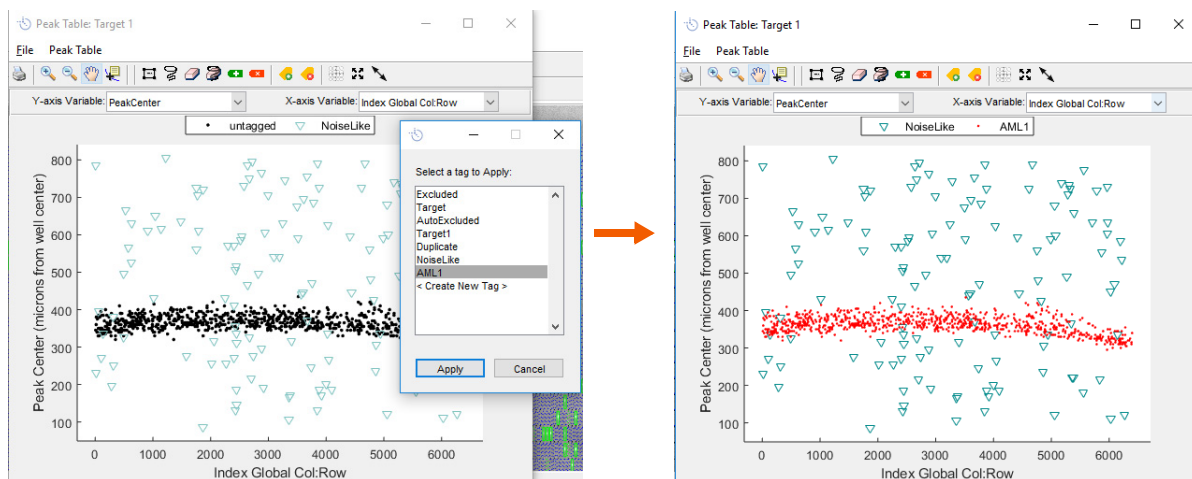 Peak Table: Target 1
File Peak Table
Y-axis Variable: PeakCenter X-axis Variable: Index Global Col:Row
untagged NoiseLike
Peak Center (microns from well center)
800
700
600
500
400
300
200
100
0 1000 2000 3000 4000 5000 6000
Index Global Col:Row
Select a tag to Apply:
Excluded
Target
AutoExcluded
Target1
Duplicate
NoiseLike
AML1
< Create New Tag >
Apply Cancel
Peak Table: Target 1
File Peak Table
Y-axis Variable: PeakCenter X-axis Variable: Index Global Col:Row
NoiseLike AML1
Peak Center (microns from well center)
800
700
600
500
400
300
200
100
0 1000 2000 3000 4000 5000 6000
Index Global Col:Row